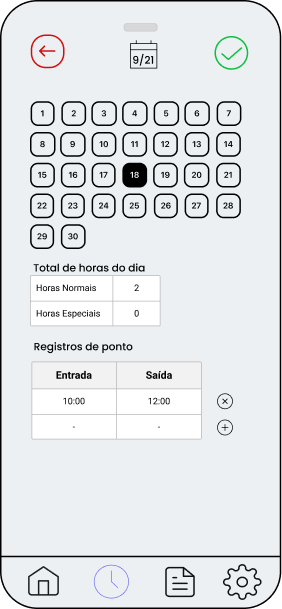 9/21
1 2 3 4 5 6 7
8 9 10 11 12 13 14
15 16 17 18 19 20 21
22 23 24 25 26 27 28
29 30
Total de horas do dia
Horas Normais 2
Horas Especiais 0
Registros de ponto
Entrada Saída
10:00 12:00
- -